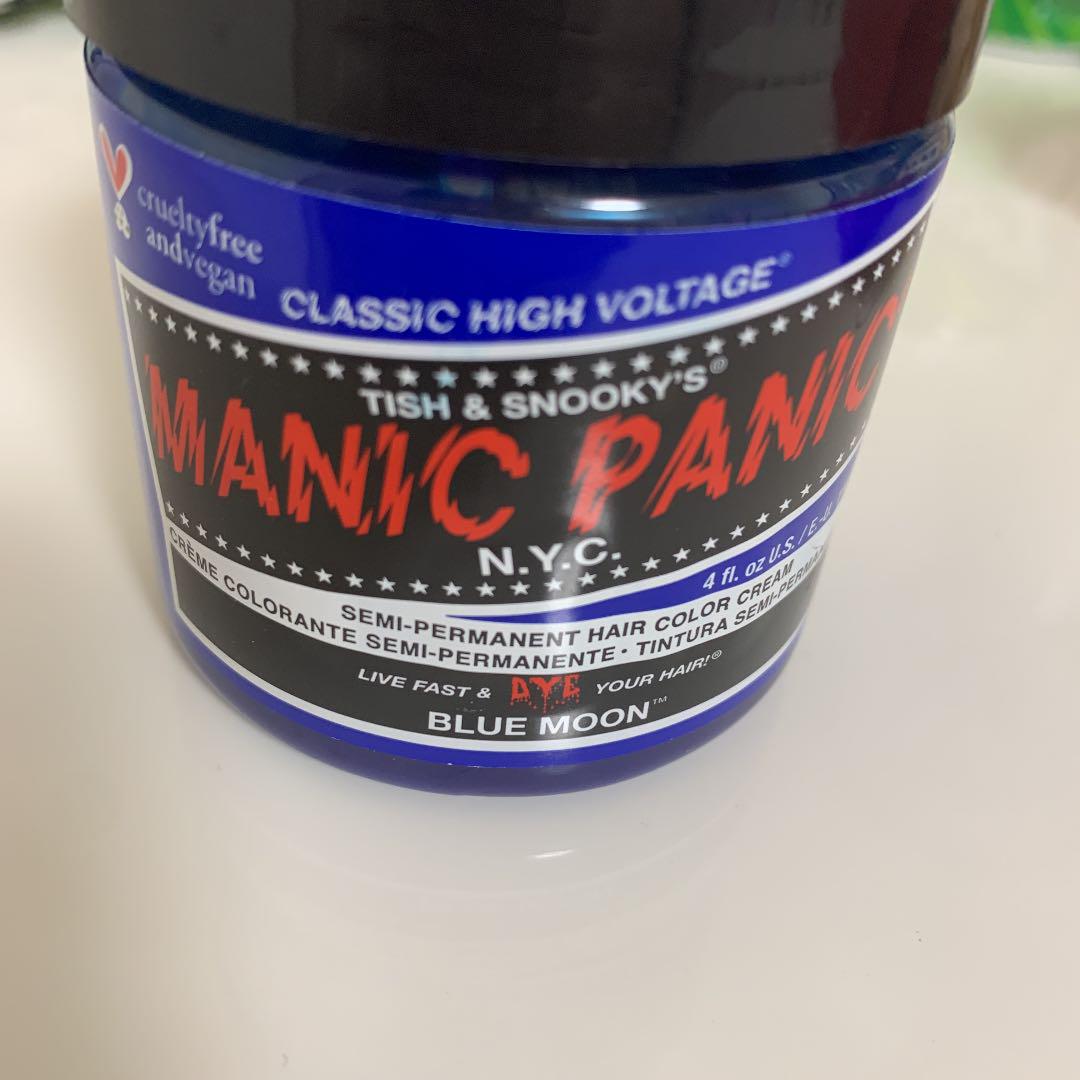 crueltyfree
andvegan
CLASSIC HIGH VOLTAGE®
TISH & SNOOKY'S®
MANIC PANIC
N.Y.C.
4 fl. oz U.S. / E.-U.
SEMI-PERMANENT HAIR COLOR CREAM
CRÈME COLORANTE SEMI-PERMANENTE • TINTURA SEMI-PERMA
LIVE FAST & DYE YOUR HAIR!®
BLUE MOON™